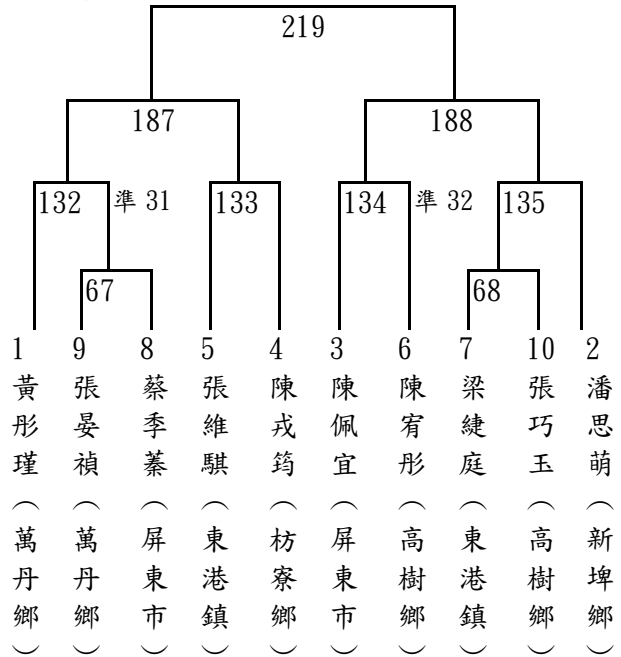 219
187 188
132 準 31 133 134 準 32 135
67 68
1 9 8 5 4 3 6 7 10 2
黃彤瑾（萬丹鄉）
張晏禎（萬丹鄉）
蔡季蓁（屏東市）
張維騏（東港鎮）
陳戎筠（枋寮鄉）
陳佩宜（屏東市）
陳宥彤（高樹鄉）
梁緁庭（東港鎮）
張巧玉（高樹鄉）
潘思萌（新埤鄉）